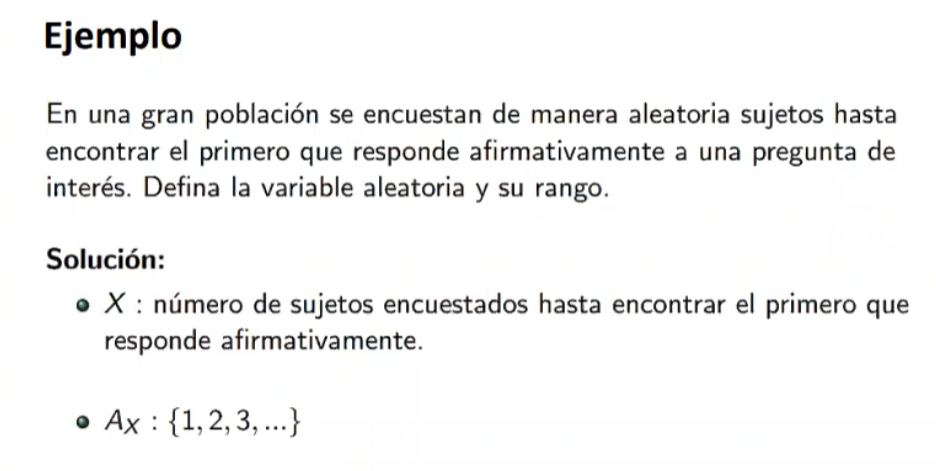 Ejemplo
En una gran población se encuestan de manera aleatoria sujetos hasta
encontrar el primero que responde afirmativamente a una pregunta de
interés. Defina la variable aleatoria y su rango.
Solución:
• X : número de sujetos encuestados hasta encontrar el primero que
responde afirmativamente.
• Aₓ : {1, 2, 3, ...}